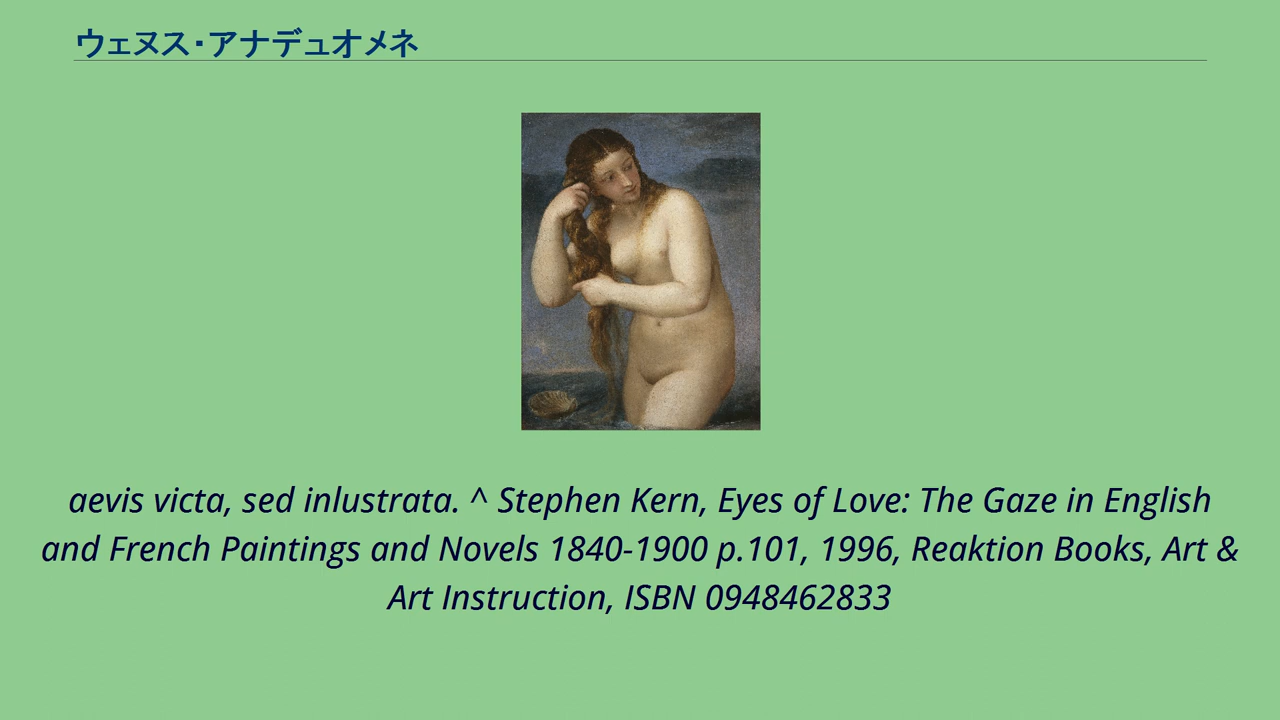 ウェヌス・アナデュオメネ
aevis victa, sed inlustrata. ^ Stephen Kern, Eyes of Love: The Gaze in English
and French Paintings and Novels 1840-1900 p.101, 1996, Reaktion Books, Art &
Art Instruction, ISBN 0948462833